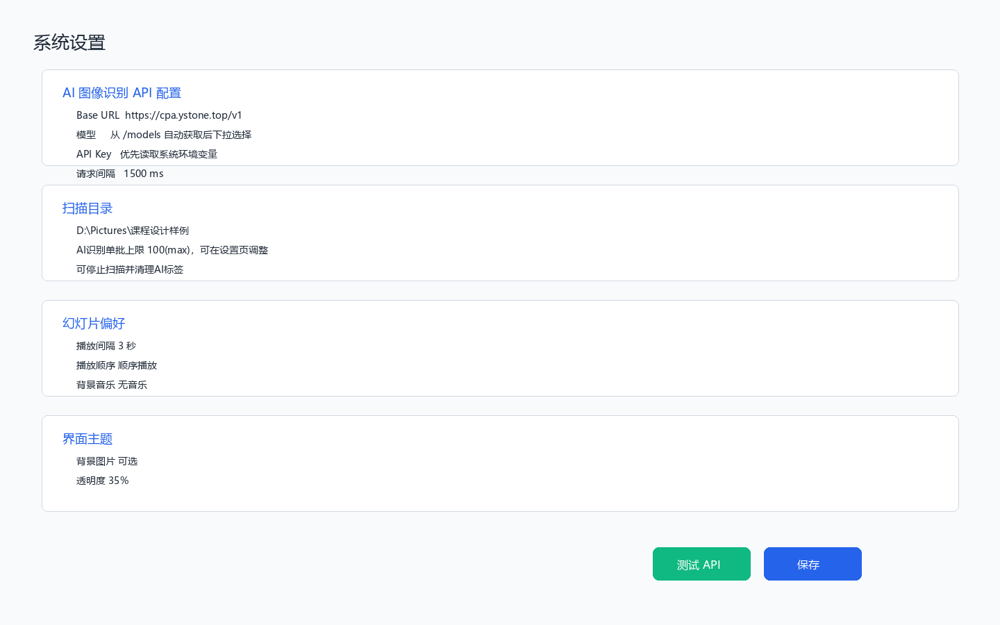 系统设置
AI 图像识别 API 配置
Base URL  https://cpa.ystone.top/v1
模型     从 /models 自动获取后下拉选择
API Key   优先读取系统环境变量
请求间隔   1500 ms
扫描目录
D:\Pictures\课程设计样例
AI识别单批上限 100(max)，可在设置页调整
可停止扫描并清理AI标签
幻灯片偏好
播放间隔 3 秒
播放顺序 顺序播放
背景音乐 无音乐
界面主题
背景图片 可选
透明度 35%
测试 API
保存